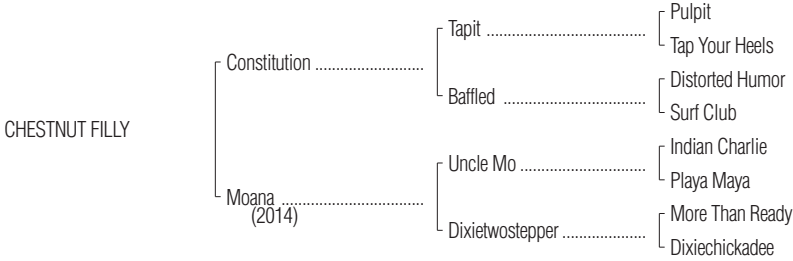 Pulpit
Tapit ....................................
Tap Your Heels
Constitution .........................
Distorted Humor
Baffled ................................
Surf Club
CHESTNUT FILLY
Indian Charlie
Uncle Mo ............................
Playa Maya
Moana ................................
(2014)
More Than Ready
Dixietwostepper ...................
Dixiechickadee